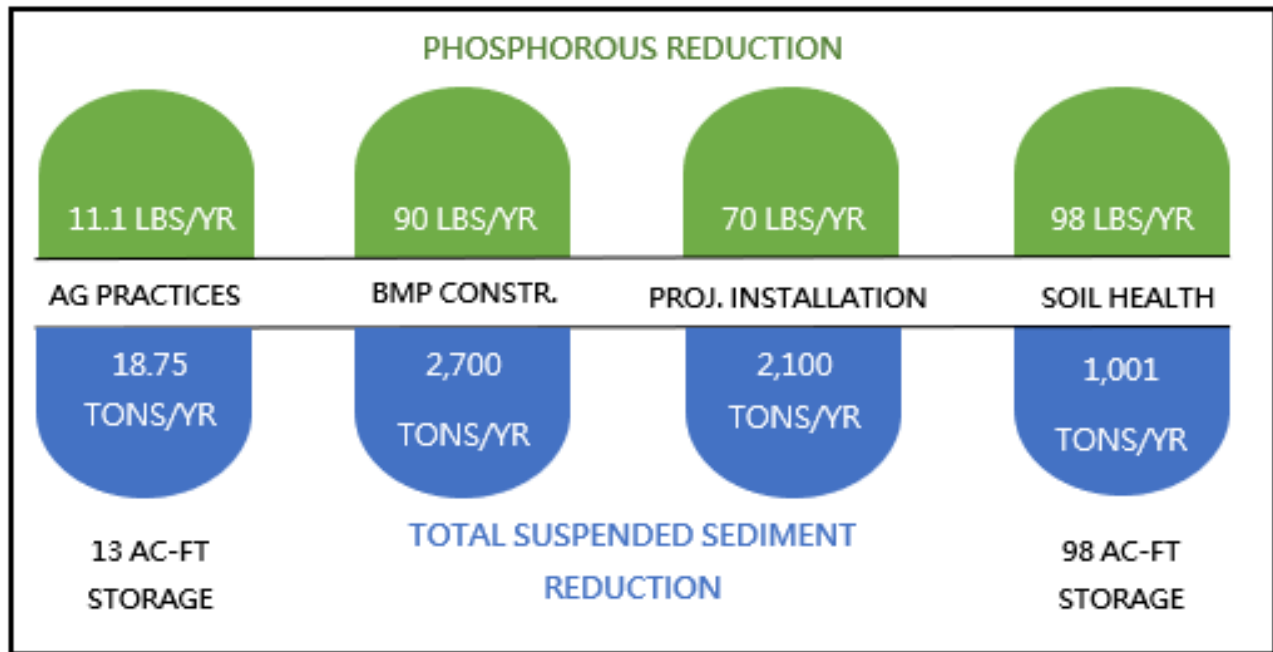 PHOSPHOROUS REDUCTION
11.1 LBS/YR
90 LBS/YR
70 LBS/YR
98 LBS/YR
AG PRACTICES
BMP CONSTR.
PROJ. INSTALLATION
SOIL HEALTH
18.75
TONS/YR
2,700
TONS/YR
2,100
TONS/YR
1,001
TONS/YR
13 AC-FT
STORAGE
TOTAL SUSPENDED SEDIMENT
REDUCTION
98 AC-FT
STORAGE